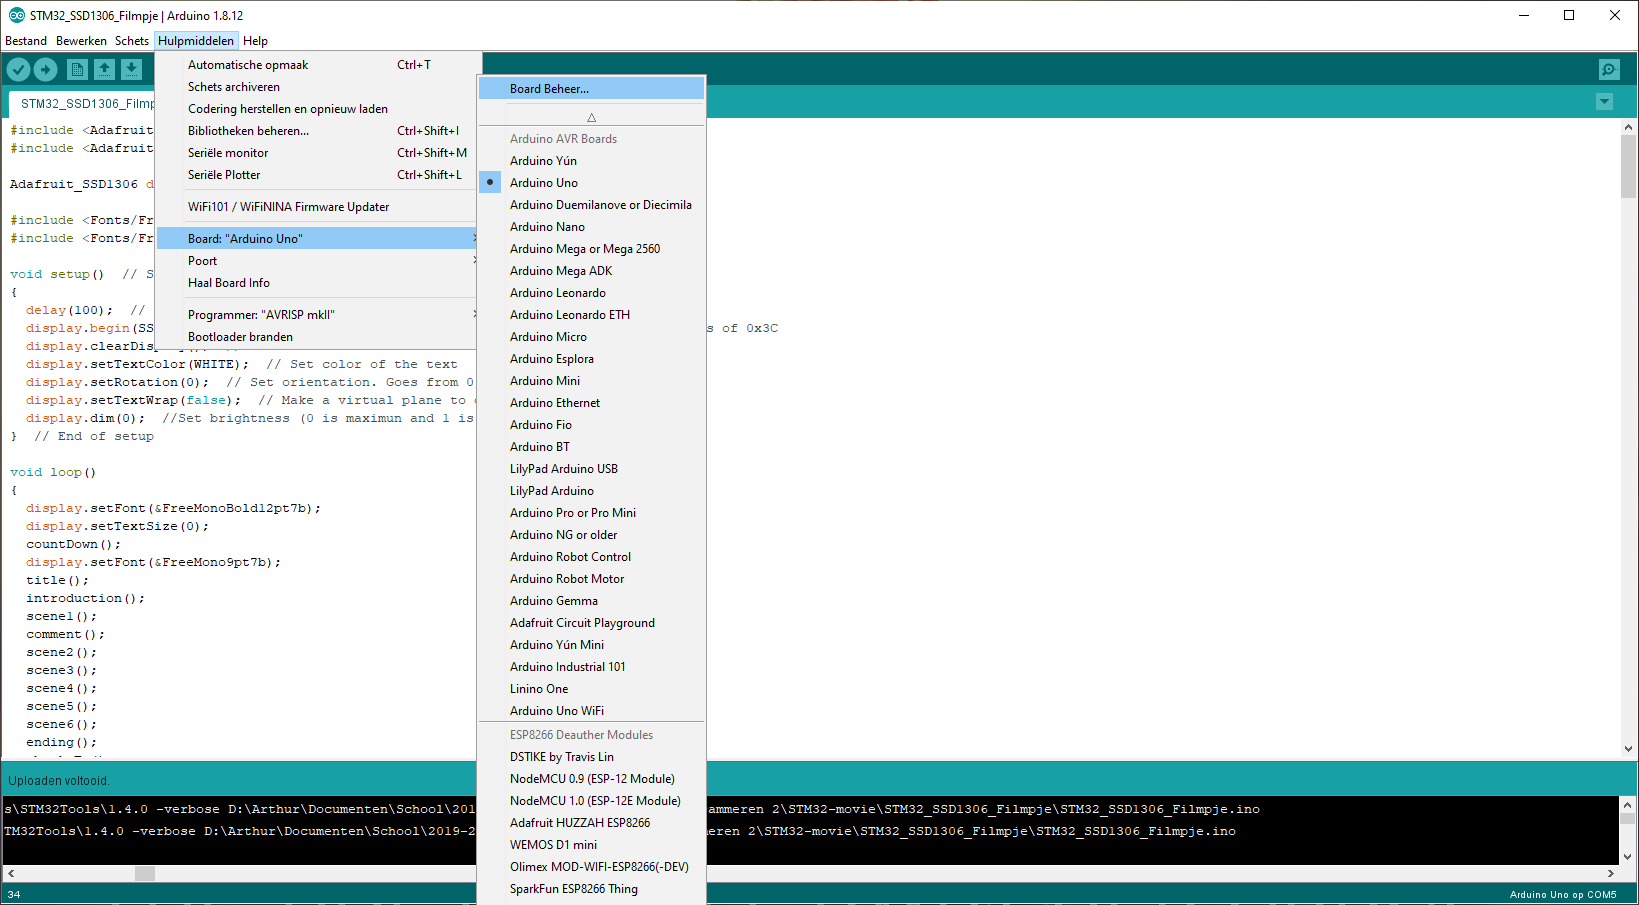 STM32_SSD1306_Filmpje | Arduino 1.8.12
Bestand Bewerken Schets Hulpmiddelen Help
STM32_SSD1306_Filmp
#include <Adafruit
#include <Adafruit
Adafruit_SSD1306 d
#include <Fonts/Fr
#include <Fonts/Fr
void setup()  // S
{
  delay(100);  //
  display.begin(SS
s of 0x3C
  display.clearDisp
  display.setTextColor(WHITE);  // Set color of the text
  display.setRotation(0);  // Set orientation. Goes from 0
  display.setTextWrap(false);  // Make a virtual plane to
  display.dim(0);  //Set brightness (0 is maximun and 1 is
}  // End of setup
void loop()
{
  display.setFont(&FreeMonoBold12pt7b);
  display.setTextSize(0);
  countDown();
  display.setFont(&FreeMono9pt7b);
  title();
  introduction();
  scene1();
  comment();
  scene2();
  scene3();
  scene4();
  scene5();
  scene6();
  ending();
Automatische opmaak Ctrl+T
Schets archiveren
Codering herstellen en opnieuw laden
Bibliotheken beheren... Ctrl+Shift+I
Seriële monitor Ctrl+Shift+M
Seriële Plotter Ctrl+Shift+L
WiFi101 / WiFiNINA Firmware Updater
Board: "Arduino Uno"
Poort
Haal Board Info
Programmer: "AVRISP mkII"
Bootloader branden
Board Beheer...
Arduino AVR Boards
Arduino Yún
Arduino Uno
Arduino Duemilanove or Diecimila
Arduino Nano
Arduino Mega or Mega 2560
Arduino Mega ADK
Arduino Leonardo
Arduino Leonardo ETH
Arduino Micro
Arduino Esplora
Arduino Mini
Arduino Ethernet
Arduino Fio
Arduino BT
LilyPad Arduino USB
LilyPad Arduino
Arduino Pro or Pro Mini
Arduino NG or older
Arduino Robot Control
Arduino Robot Motor
Arduino Gemma
Adafruit Circuit Playground
Arduino Yún Mini
Arduino Industrial 101
Linino One
Arduino Uno WiFi
ESP8266 Deauther Modules
DSTIKE by Travis Lin
NodeMCU 0.9 (ESP-12 Module)
NodeMCU 1.0 (ESP-12E Module)
Adafruit HUZZAH ESP8266
WEMOS D1 mini
Olimex MOD-WIFI-ESP8266(-DEV)
SparkFun ESP8266 Thing
Uploaden voltooid.
s\STM32Tools\1.4.0 -verbose D:\Arthur\Documenten\School\201 ammeren 2\STM32-movie\STM32_SSD1306_Filmpje\STM32_SSD1306_Filmpje.ino
TM32Tools\1.4.0 -verbose D:\Arthur\Documenten\School\2019-2 eren 2\STM32-movie\STM32_SSD1306_Filmpje\STM32_SSD1306_Filmpje.ino
34
Arduino Uno op COM5